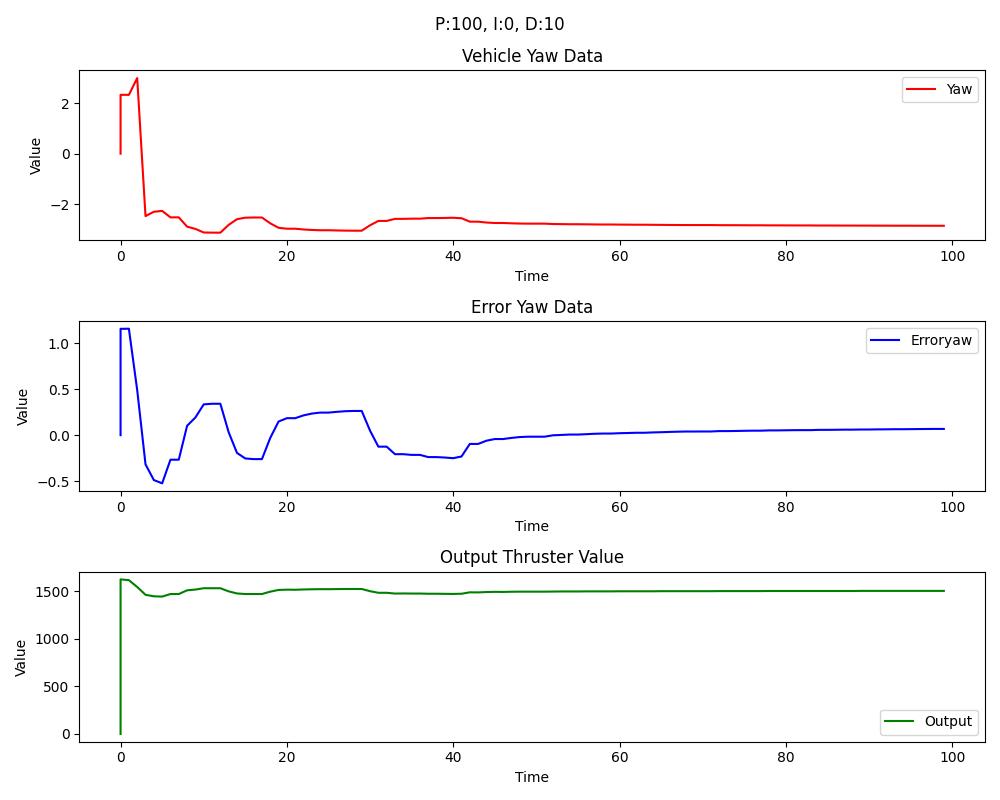 P:100, I:0, D:10
Vehicle Yaw Data
Yaw
2
0
−2
Value
0 20 40 60 80 100
Time
Error Yaw Data
Erroryaw
1.0
0.5
0.0
−0.5
Value
0 20 40 60 80 100
Time
Output Thruster Value
1500
1000
500
0
Value
Output
0 20 40 60 80 100
Time